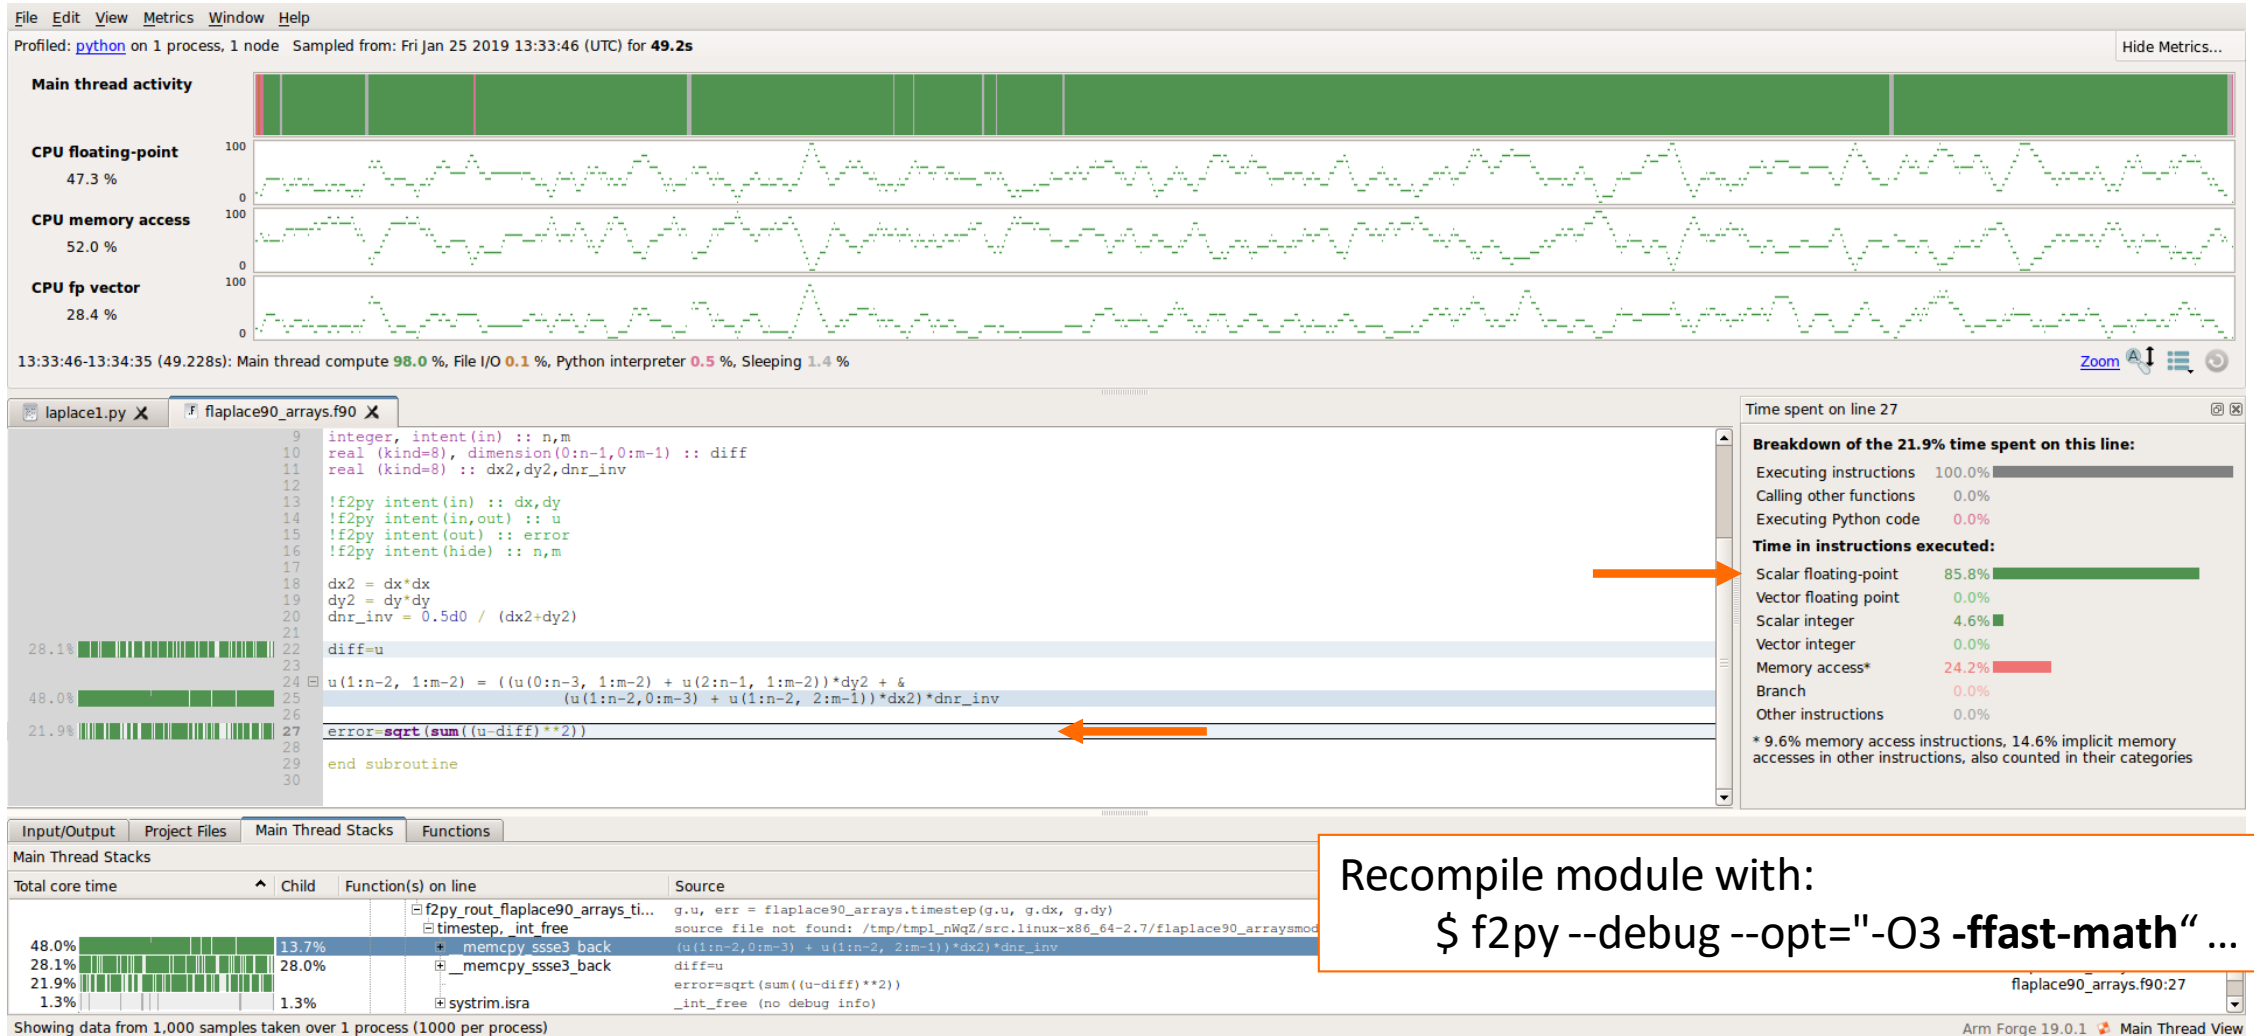 File Edit View Metrics Window Help
Profiled: python on 1 process, 1 node Sampled from: Fri Jan 25 2019 13:33:46 (UTC) for 49.2s
Hide Metrics...
Main thread activity
CPU floating-point
47.3 %
100
0
CPU memory access
52.0 %
100
0
CPU fp vector
28.4 %
100
0
13:33:46-13:34:35 (49.228s): Main thread compute 98.0 %, File I/O 0.1 %, Python interpreter 0.5 %, Sleeping 1.4 %
Zoom
laplace1.py
flaplace90_arrays.f90
9 integer, intent(in) :: n,m
10 real (kind=8), dimension(0:n-1,0:m-1) :: diff
11 real (kind=8) :: dx2,dy2,dnr_inv
12
13 !f2py intent(in) :: dx,dy
14 !f2py intent(in,out) :: u
15 !f2py intent(out) :: error
16 !f2py intent(hide) :: n,m
17
18 dx2 = dx*dx
19 dy2 = dy*dy
20 dnr_inv = 0.5d0 / (dx2+dy2)
21
28.1% 22 diff=u
23
24 u(1:n-2, 1:m-2) = ((u(0:n-3, 1:m-2) + u(2:n-1, 1:m-2))*dy2 + &
48.0% 25 (u(1:n-2,0:m-3) + u(1:n-2, 2:m-1))*dx2)*dnr_inv
26
21.9% 27 error=sqrt(sum((u-diff)**2))
28
29 end subroutine
30
Time spent on line 27
Breakdown of the 21.9% time spent on this line:
Executing instructions 100.0%
Calling other functions 0.0%
Executing Python code 0.0%
Time in instructions executed:
Scalar floating-point 85.8%
Vector floating point 0.0%
Scalar integer 4.6%
Vector integer 0.0%
Memory access* 24.2%
Branch 0.0%
Other instructions 0.0%
* 9.6% memory access instructions, 14.6% implicit memory
accesses in other instructions, also counted in their categories
Input/Output Project Files Main Thread Stacks Functions
Main Thread Stacks
Total core time Child Function(s) on line Source
f2py_rout_flaplace90_arrays_ti... g.u, err = flaplace90_arrays.timestep(g.u, g.dx, g.dy)
timestep, _int_free source file not found: /tmp/tmpl_nWqZ/src.linux-x86_64-2.7/flaplace90_arraysmod
48.0% 13.7% __memcpy_ssse3_back (u(1:n-2,0:m-3) + u(1:n-2, 2:m-1))*dx2)*dnr_inv
28.1% 28.0% __memcpy_ssse3_back diff=u
21.9% error=sqrt(sum((u-diff)**2)) flaplace90_arrays.f90:27
1.3% 1.3% systrim.isra _int_free (no debug info)
Recompile module with:
$ f2py --debug --opt="-O3 -ffast-math“ ...
Showing data from 1,000 samples taken over 1 process (1000 per process)
Arm Forge 19.0.1 Main Thread View